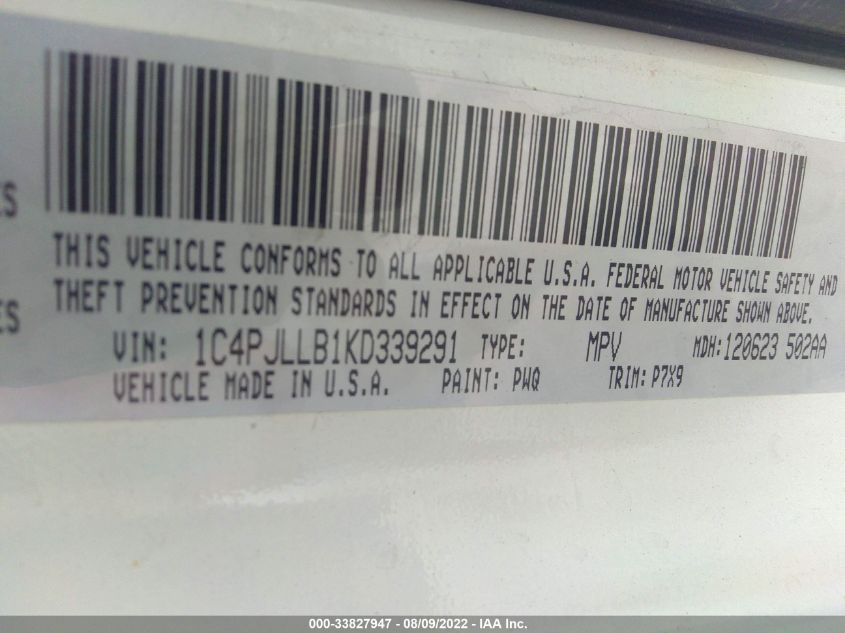 ES
ES
THIS VEHICLE CONFORMS TO ALL APPLICABLE U.S.A. FEDERAL MOTOR VEHICLE SAFETY AND
THEFT PREVENTION STANDARDS IN EFFECT ON THE DATE OF MANUFACTURE SHOWN ABOVE.
VIN: 1C4PJLLB1KD339291 TYPE: MPV MDH:120623 502AA
VEHICLE MADE IN U.S.A. PAINT: PWQ TRIM: P7X9
000-33827947 - 08/09/2022 - IAA Inc.